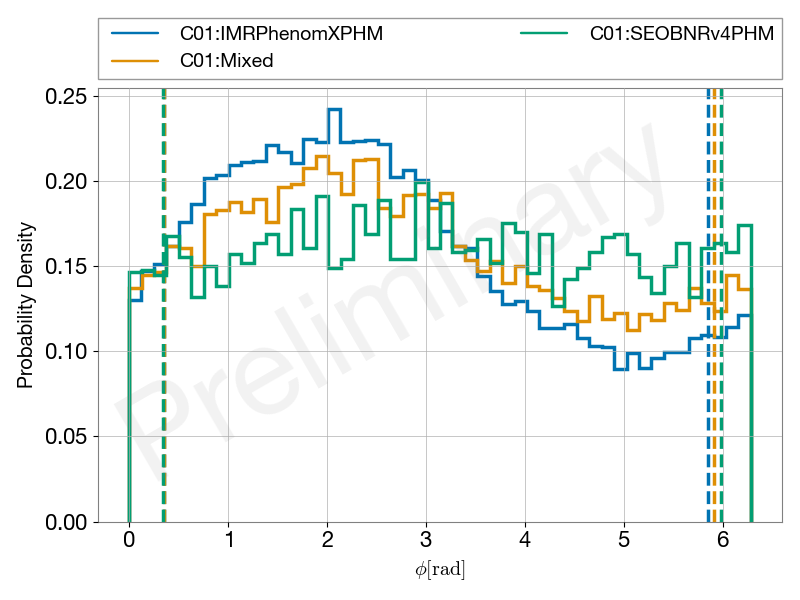 C01:IMRPhenomXPHM
C01:Mixed
C01:SEOBNRv4PHM
0.25
0.20
0.15
0.10
0.05
0.00
Probability Density
Preliminary
0 1 2 3 4 5 6
ϕ[rad]